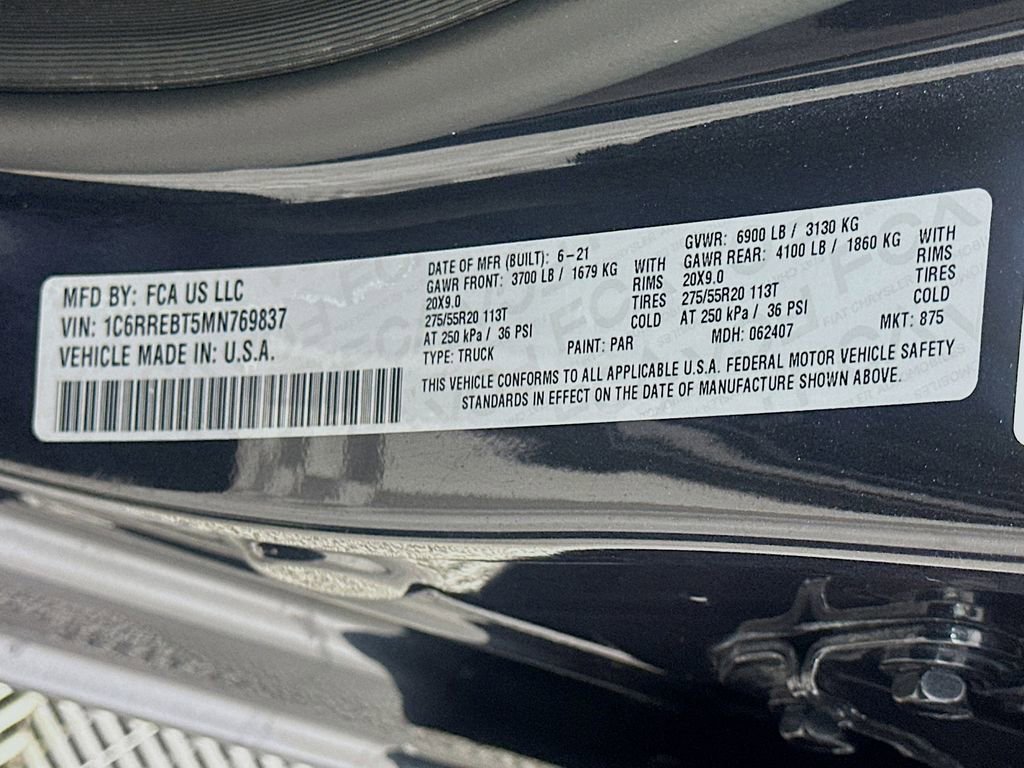 MFD BY: FCA US LLC
VIN: 1C6RREBT5MN769837
VEHICLE MADE IN: U.S.A.
DATE OF MFR (BUILT): 6-21
GAWR FRONT: 3700 LB / 1679 KG WITH
20X9.0 RIMS
275/55R20 113T TIRES
AT 250 kPa / 36 PSI COLD
TYPE: TRUCK PAINT: PAR
GVWR: 6900 LB / 3130 KG
GAWR REAR: 4100 LB / 1860 KG WITH
20X9.0 RIMS
275/55R20 113T TIRES
AT 250 kPa / 36 PSI COLD
MDH: 062407 MKT: 875
THIS VEHICLE CONFORMS TO ALL APPLICABLE U.S.A. FEDERAL MOTOR VEHICLE SAFETY
STANDARDS IN EFFECT ON THE DATE OF MANUFACTURE SHOWN ABOVE.